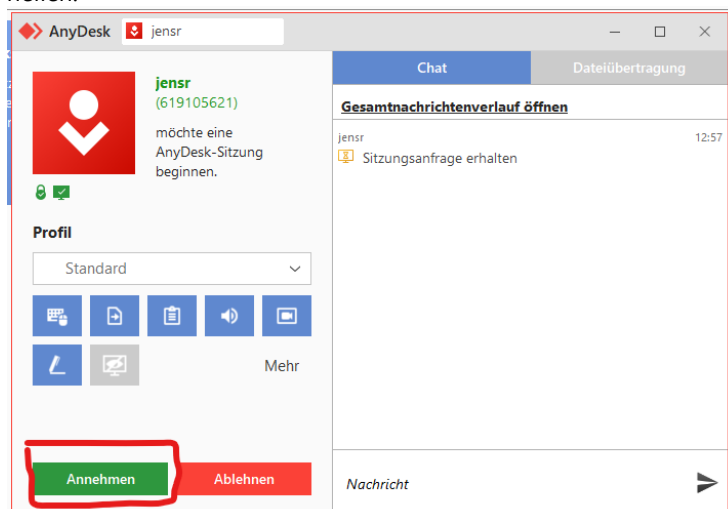 AnyDesk jensr
jensr
(619105621)
möchte eine
AnyDesk-Sitzung
beginnen.
Profil
Standard
Mehr
Annehmen Ablehnen
Chat Dateiübertragung
Gesamtnachrichtenverlauf öffnen
jensr 12:57
Sitzungsanfrage erhalten
Nachricht